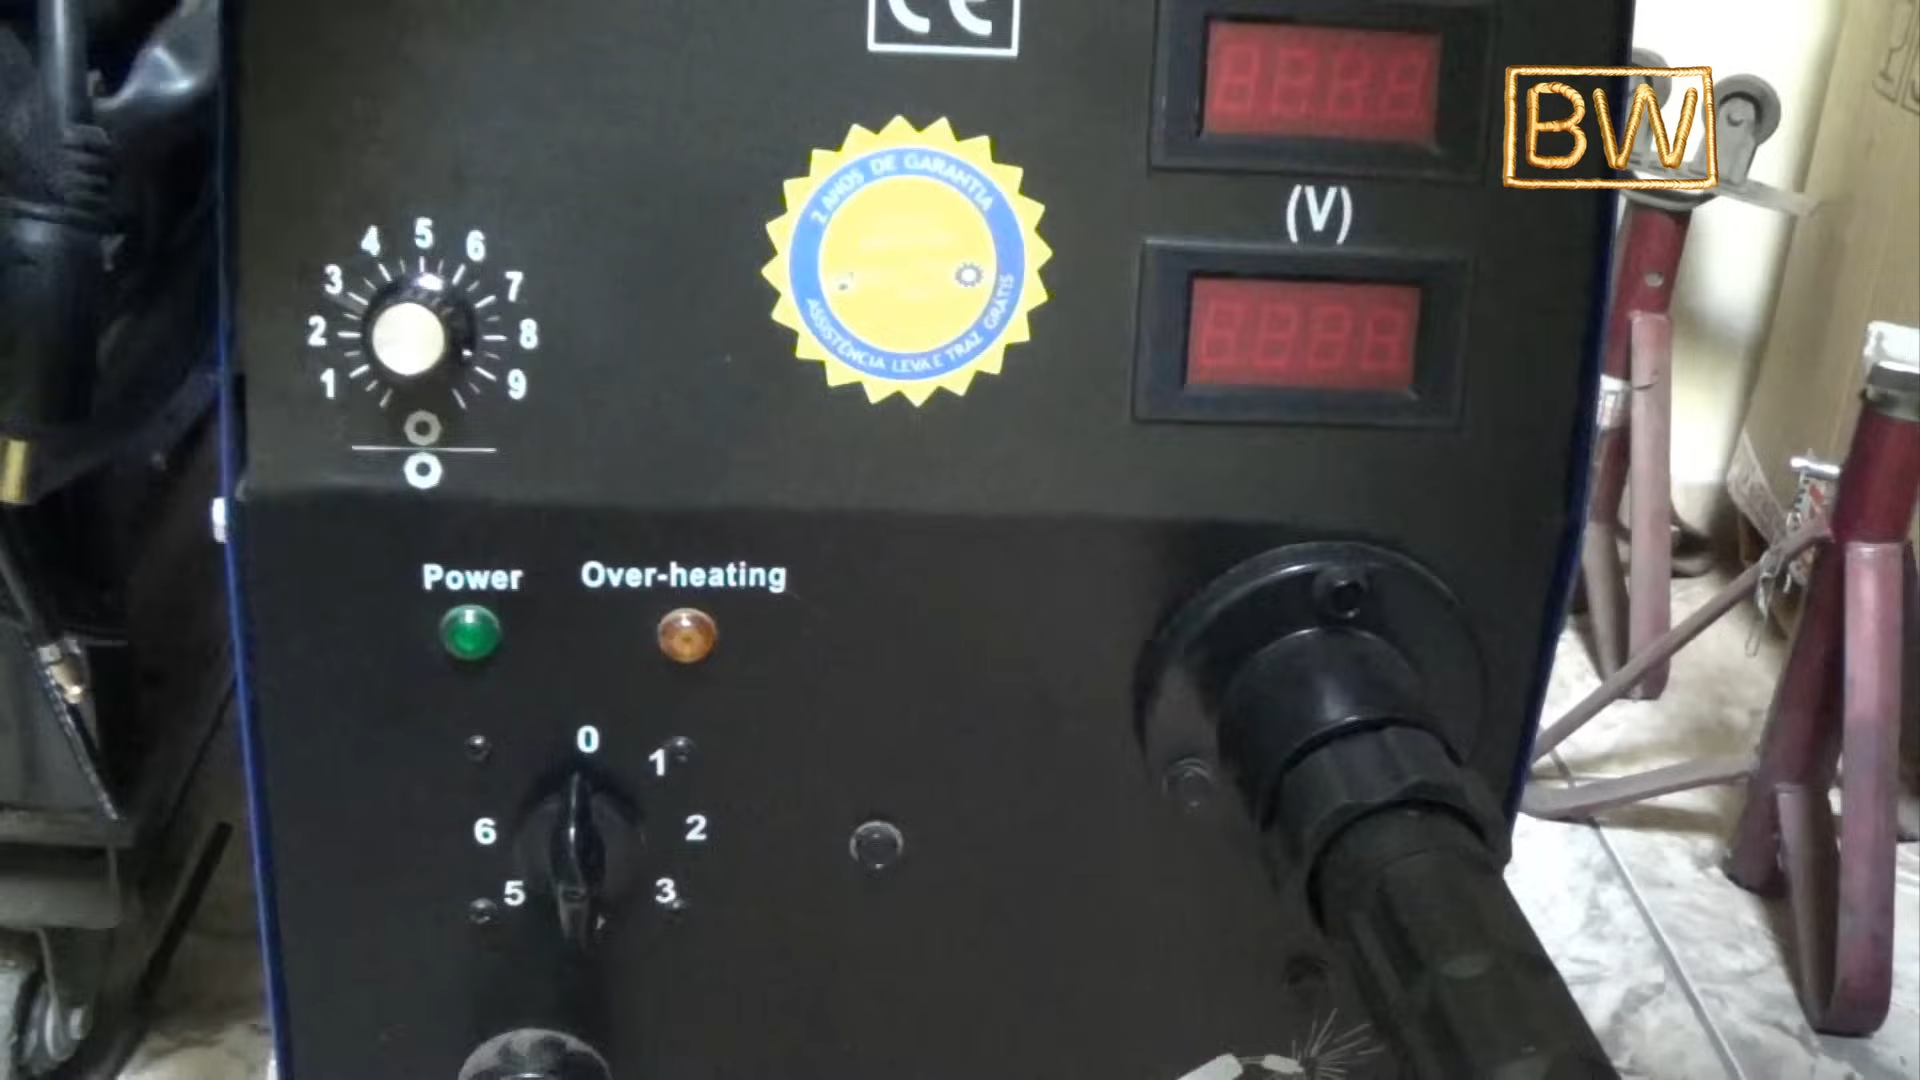 CE
BW
2 ANOS DE GARANTIA
ASSISTÊNCIA LEVA E TRAZ GRÁTIS
(V)
4 5 6
3 7
2 8
1 9
Power Over-heating
0
1
6 2
5 3